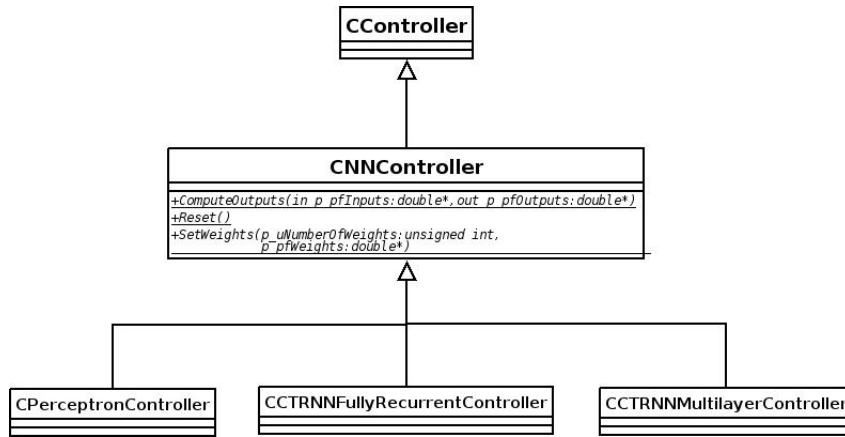 CController
CNNController
+ComputeOutputs(in p_pfInputs:double*,out p_pfOutputs:double*)
+Reset()
+SetWeights(p_uNumberOfWeights:unsigned int,
p_pfWeights:double*)
CPerceptronController
CCTRNNFullyRecurrentController
CCTRNNMultilayerController